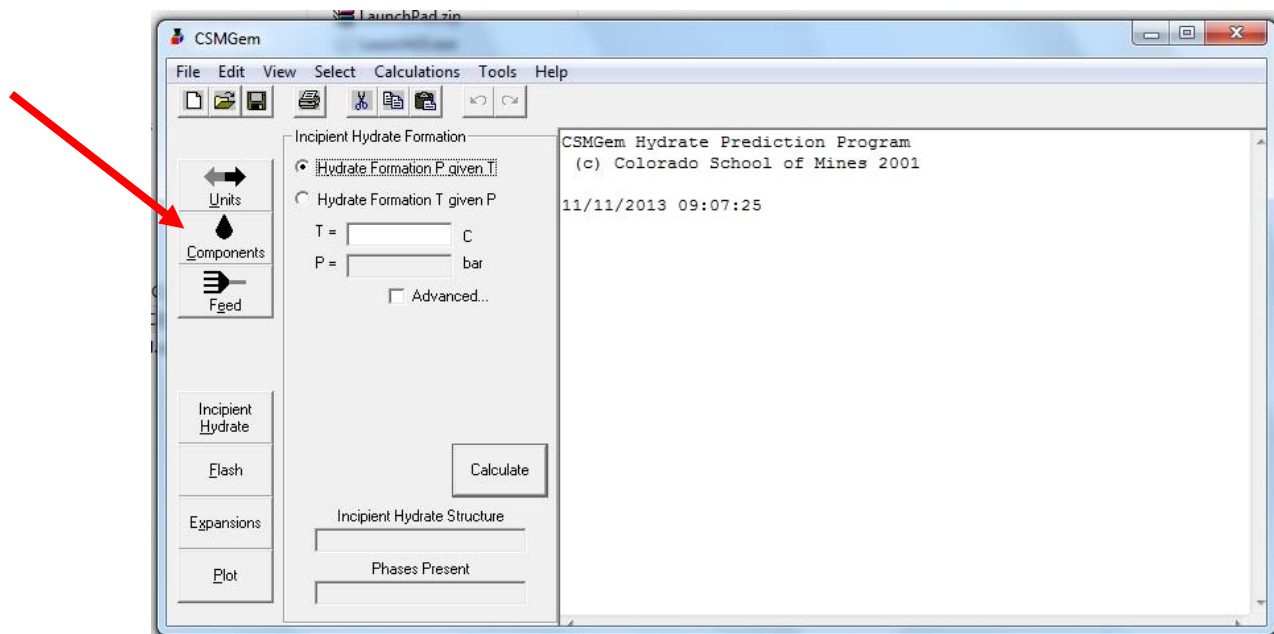 LaunchPad.zip
CSMGem
File Edit View Select Calculations Tools Help
Units
Components
Feed
Incipient
Hydrate
Flash
Expansions
Plot
Incipient Hydrate Formation
Hydrate Formation P given T
Hydrate Formation T given P
T = C
P = bar
Advanced...
Calculate
Incipient Hydrate Structure
Phases Present
CSMGem Hydrate Prediction Program
(c) Colorado School of Mines 2001
11/11/2013 09:07:25